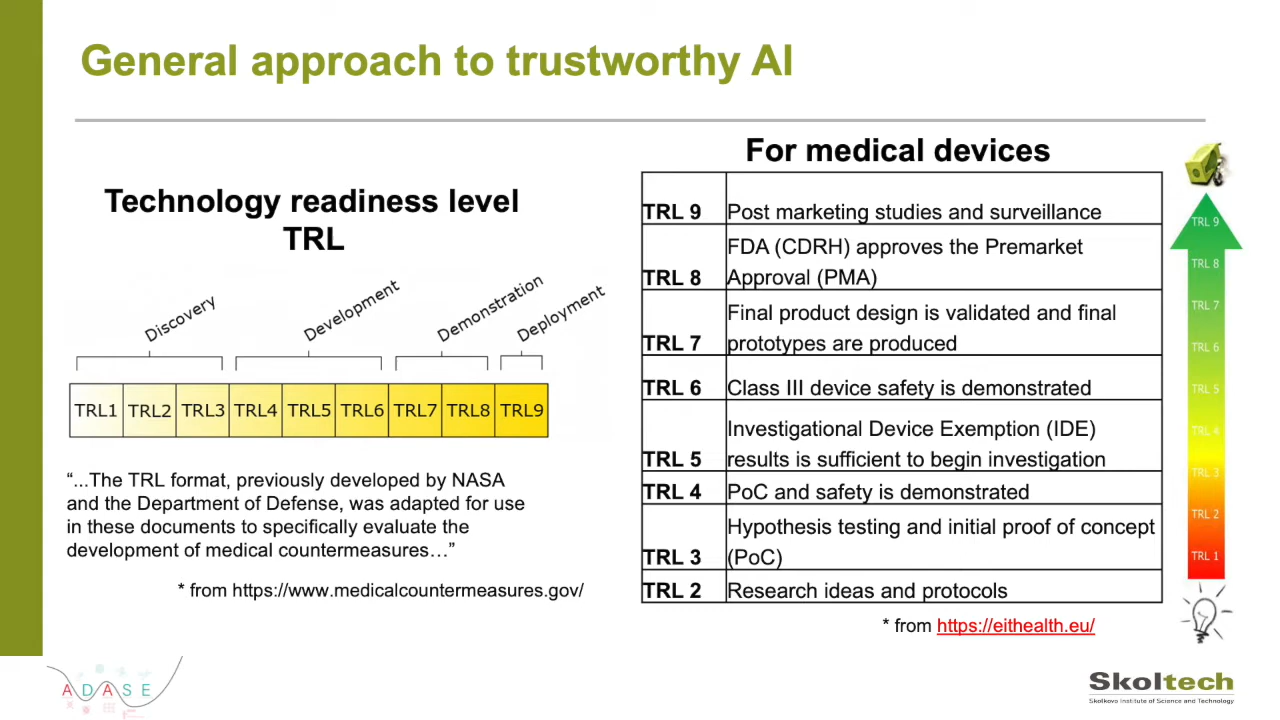 General approach to trustworthy AI
Technology readiness level
TRL
Discovery
Development
Demonstration
Deployment
TRL1 TRL2 TRL3 TRL4 TRL5 TRL6 TRL7 TRL8 TRL9
“...The TRL format, previously developed by NASA
and the Department of Defense, was adapted for use
in these documents to specifically evaluate the
development of medical countermeasures…”
* from https://www.medicalcountermeasures.gov/
For medical devices
TRL 9 Post marketing studies and surveillance
FDA (CDRH) approves the Premarket
TRL 8 Approval (PMA)
Final product design is validated and final
TRL 7 prototypes are produced
TRL 6 Class III device safety is demonstrated
Investigational Device Exemption (IDE)
TRL 5 results is sufficient to begin investigation
TRL 4 PoC and safety is demonstrated
Hypothesis testing and initial proof of concept
TRL 3 (PoC)
TRL 2 Research ideas and protocols
* from https://eithealth.eu/
TRL 9
TRL 8
TRL 7
TRL 6
TRL 5
TRL 4
TRL 3
TRL 2
TRL 1
ADASE
Skoltech
Skolkovo Institute of Science and Technology